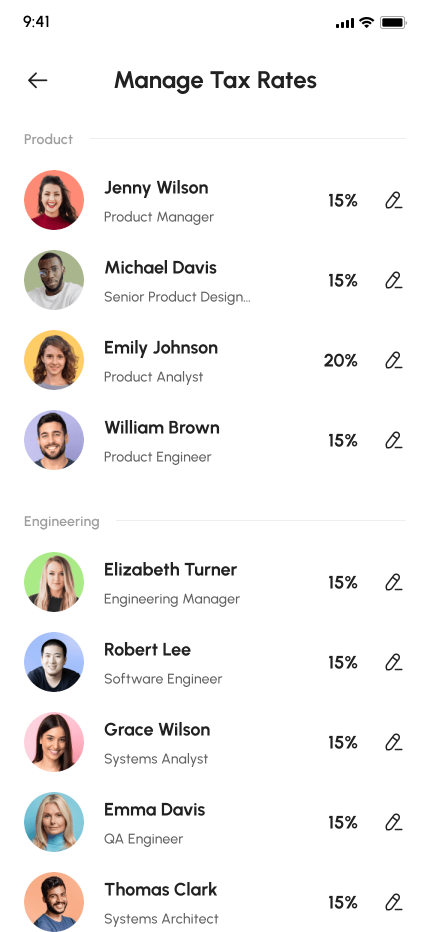 9:41
Manage Tax Rates
Product
Jenny Wilson
Product Manager
15%
Michael Davis
Senior Product Design...
15%
Emily Johnson
Product Analyst
20%
William Brown
Product Engineer
15%
Engineering
Elizabeth Turner
Engineering Manager
15%
Robert Lee
Software Engineer
15%
Grace Wilson
Systems Analyst
15%
Emma Davis
QA Engineer
15%
Thomas Clark
Systems Architect
15%